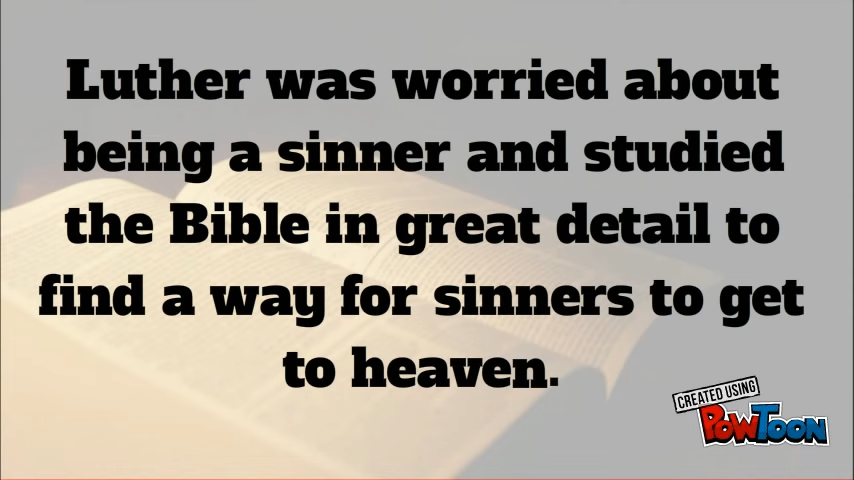 Luther was worried about
being a sinner and studied
the Bible in great detail to
find a way for sinners to get
to heaven.
CREATED USING
POWTOON